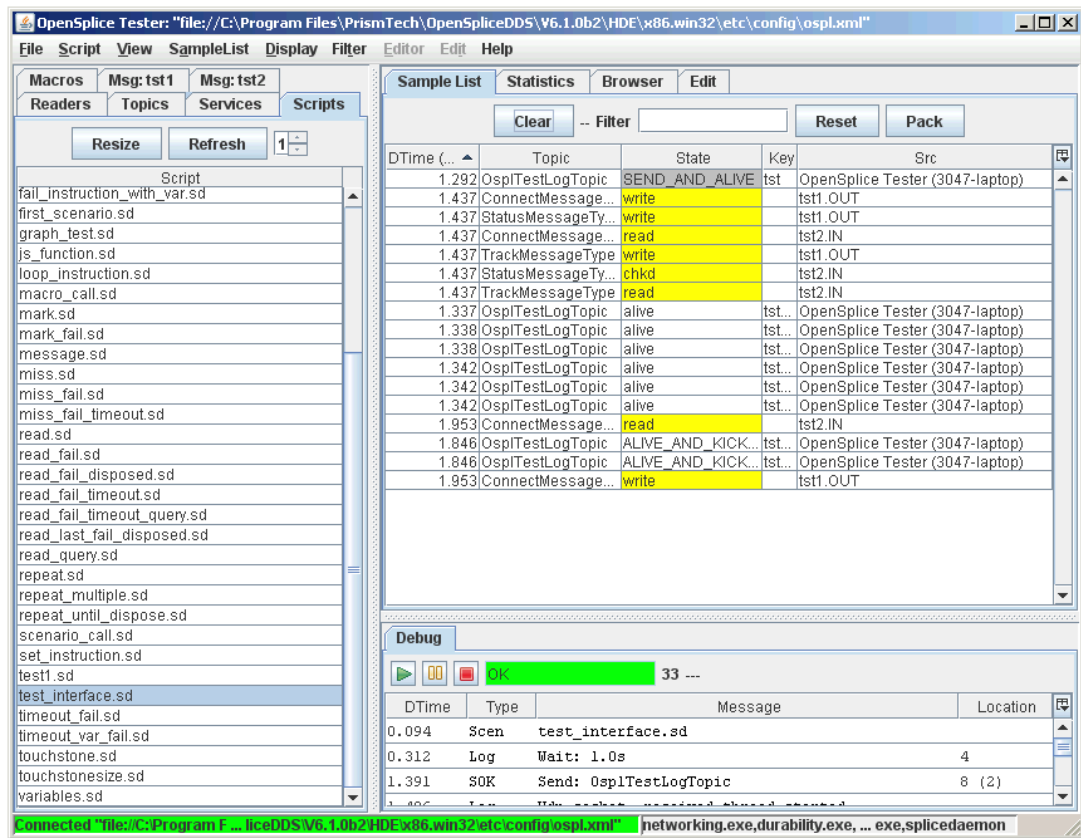 OpenSplice Tester: "file://C:\Program Files\PrismTech\OpenSpliceDDS\V6.1.0b2\HDE\x86.win32\etc\config\ospl.xml"
File Script View SampleList Display Filter Editor Edit Help
Macros Msg: tst1 Msg: tst2
Readers Topics Services Scripts
Resize Refresh 1
Script
fail_instruction_with_var.sd
first_scenario.sd
graph_test.sd
js_function.sd
loop_instruction.sd
macro_call.sd
mark.sd
mark_fail.sd
message.sd
miss.sd
miss_fail.sd
miss_fail_timeout.sd
read.sd
read_fail.sd
read_fail_disposed.sd
read_fail_timeout.sd
read_fail_timeout_query.sd
read_last_fail_disposed.sd
read_query.sd
repeat.sd
repeat_multiple.sd
repeat_until_dispose.sd
scenario_call.sd
set_instruction.sd
test1.sd
test_interface.sd
timeout_fail.sd
timeout_var_fail.sd
touchstone.sd
touchstonesize.sd
variables.sd
Sample List Statistics Browser Edit
Clear -- Filter Reset Pack
DTime (... Topic State Key Src
1.292 OsplTestLogTopic SEND_AND_ALIVE tst OpenSplice Tester (3047-laptop)
1.437 ConnectMessage... write tst1.OUT
1.437 StatusMessageTy... write tst1.OUT
1.437 ConnectMessage... read tst2.IN
1.437 TrackMessageType write tst1.OUT
1.437 StatusMessageTy... chkd tst2.IN
1.437 TrackMessageType read tst2.IN
1.337 OsplTestLogTopic alive tst... OpenSplice Tester (3047-laptop)
1.338 OsplTestLogTopic alive tst... OpenSplice Tester (3047-laptop)
1.338 OsplTestLogTopic alive tst... OpenSplice Tester (3047-laptop)
1.342 OsplTestLogTopic alive tst... OpenSplice Tester (3047-laptop)
1.342 OsplTestLogTopic alive tst... OpenSplice Tester (3047-laptop)
1.342 OsplTestLogTopic alive tst... OpenSplice Tester (3047-laptop)
1.953 ConnectMessage... read tst2.IN
1.846 OsplTestLogTopic ALIVE_AND_KICK... tst... OpenSplice Tester (3047-laptop)
1.846 OsplTestLogTopic ALIVE_AND_KICK... tst... OpenSplice Tester (3047-laptop)
1.953 ConnectMessage... write tst1.OUT
Debug
OK 33 ---
DTime Type Message Location
0.094 Scen test_interface.sd
0.312 Log Wait: 1.0s 4
1.391 SOK Send: OsplTestLogTopic 8 (2)
Connected "file://C:\Program F ... liceDDS\V6.1.0b2\HDE\x86.win32\etc\config\ospl.xml" networking.exe,durability.exe, ... exe,splicedaemon